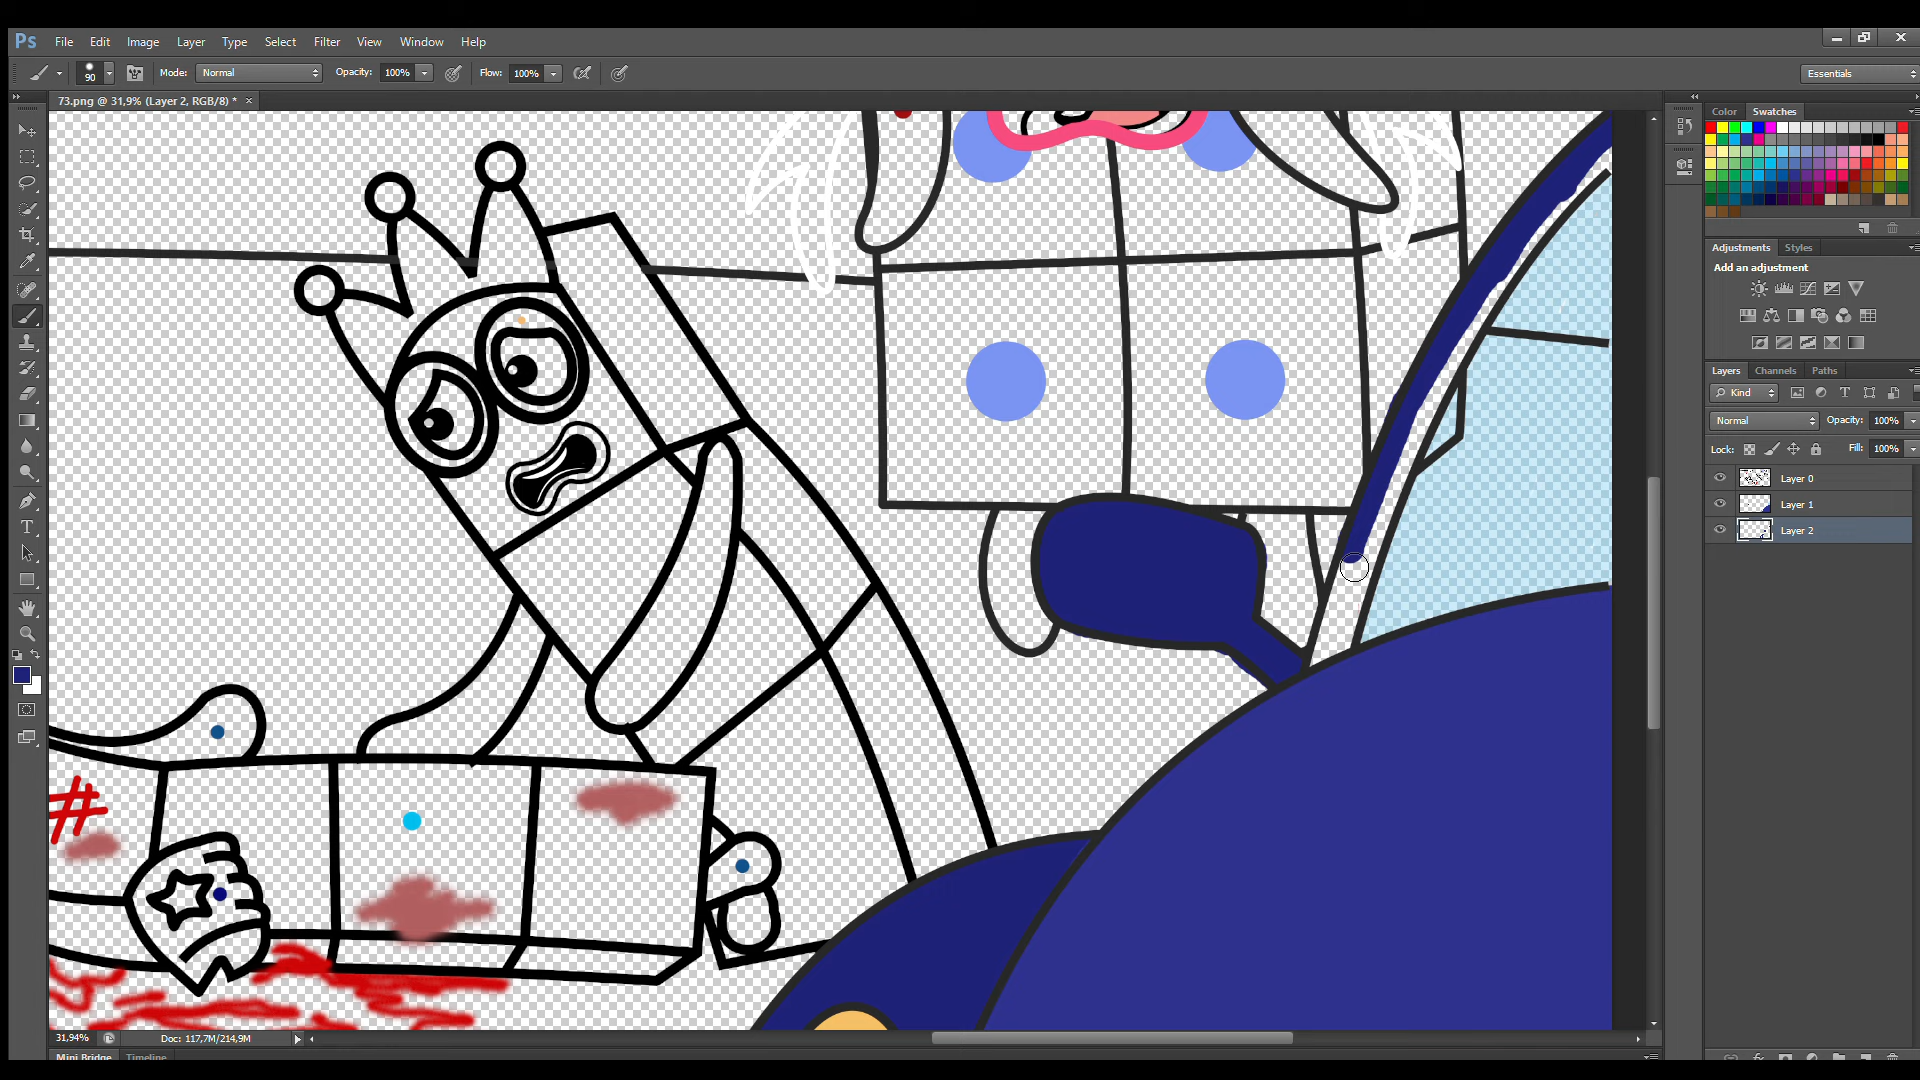 Ps File Edit Image Layer Type Select Filter View Window Help
90 Mode: Normal Opacity: 100% Flow: 100% Essentials
73.png @ 31,9% (Layer 2, RGB/8) * ×
Color Swatches
Adjustments Styles
Add an adjustment
Layers Channels Paths
Kind
Normal Opacity: 100%
Lock: Fill: 100%
Layer 0
Layer 1
Layer 2
#
31,94% Doc: 117,7M/214,9M
Mini Bridge Timeline